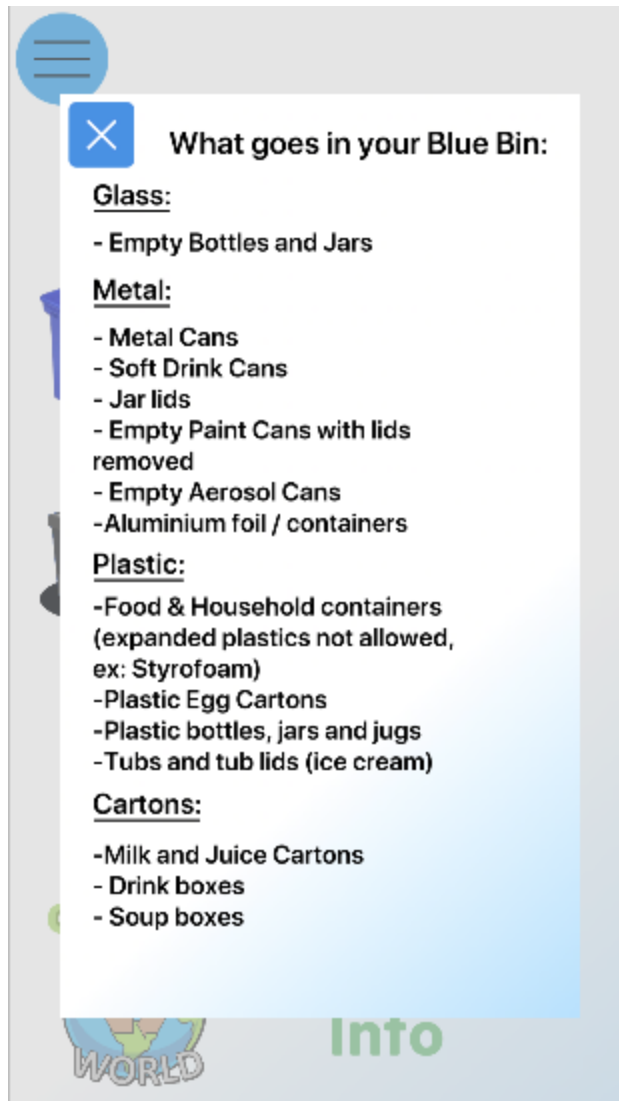 What goes in your Blue Bin:
Glass:
- Empty Bottles and Jars
Metal:
- Metal Cans
- Soft Drink Cans
- Jar lids
- Empty Paint Cans with lids
removed
- Empty Aerosol Cans
-Aluminium foil / containers
Plastic:
-Food & Household containers
(expanded plastics not allowed,
ex: Styrofoam)
-Plastic Egg Cartons
-Plastic bottles, jars and jugs
-Tubs and tub lids (ice cream)
Cartons:
-Milk and Juice Cartons
- Drink boxes
- Soup boxes
WORLD
Info